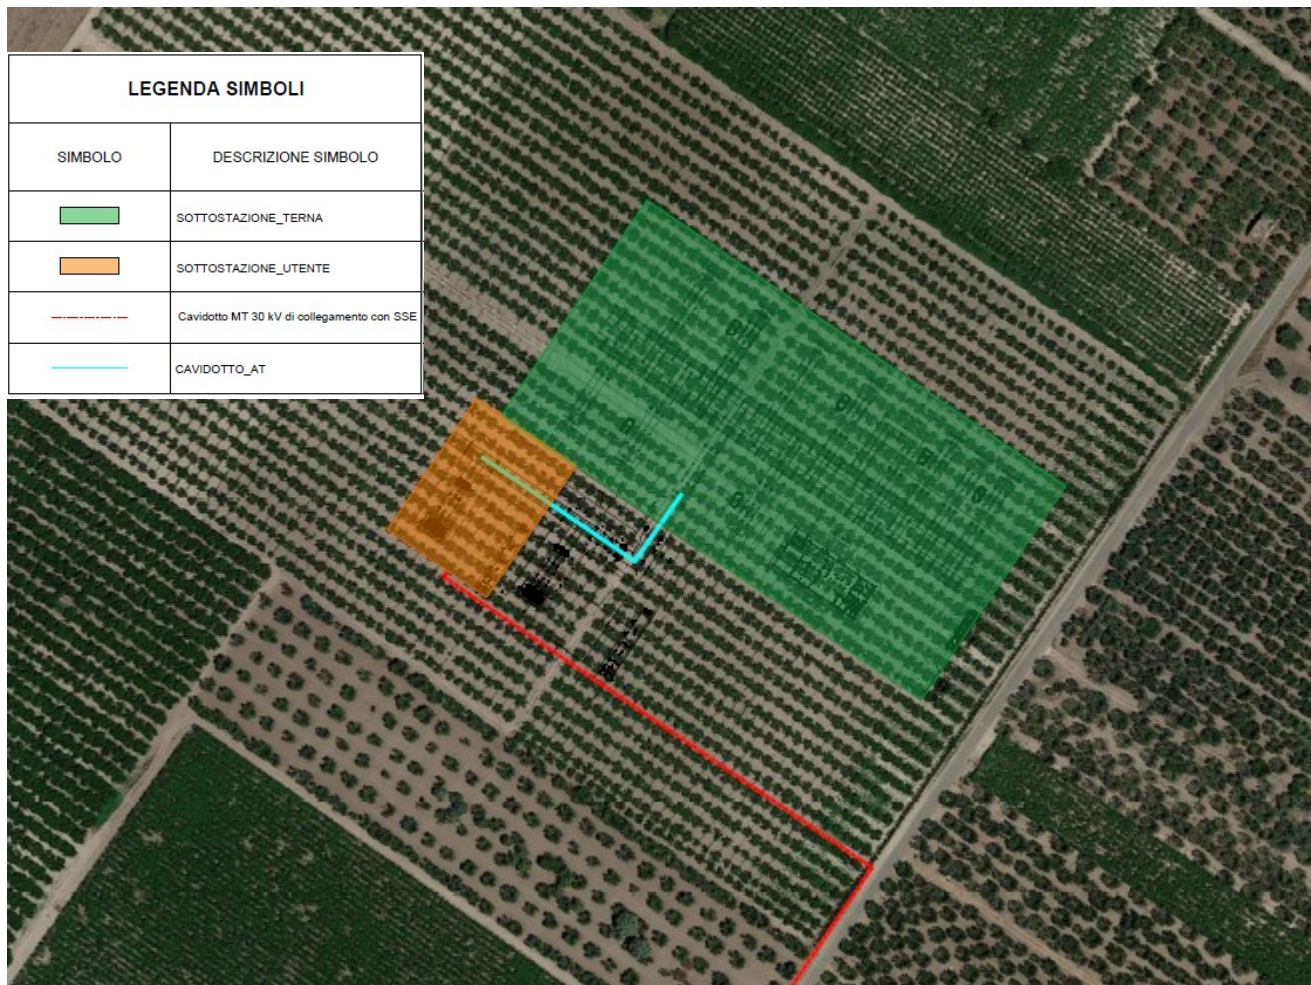 LEGENDA SIMBOLI
SIMBOLO DESCRIZIONE SIMBOLO
SOTTOSTAZIONE_TERNA
SOTTOSTAZIONE_UTENTE
Cavidotto MT 30 kV di collegamento con SSE
CAVIDOTTO_AT